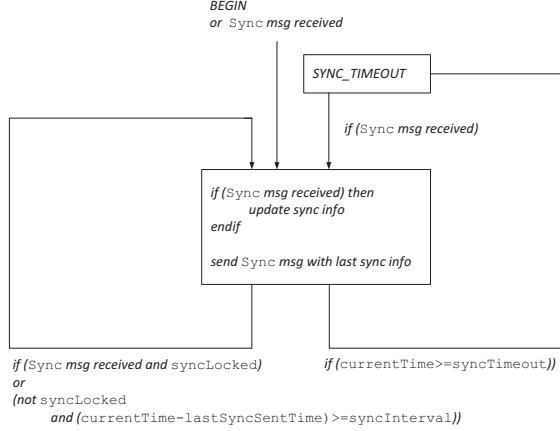 BEGIN
or Sync msg received
SYNC_TIMEOUT
if (Sync msg received)
if (Sync msg received) then
update sync info
endif
send Sync msg with last sync info
if (Sync msg received and syncLocked)
or
(not syncLocked
and (currentTime-lastSyncSentTime)>=syncInterval))
if (currentTime>=syncTimeout))